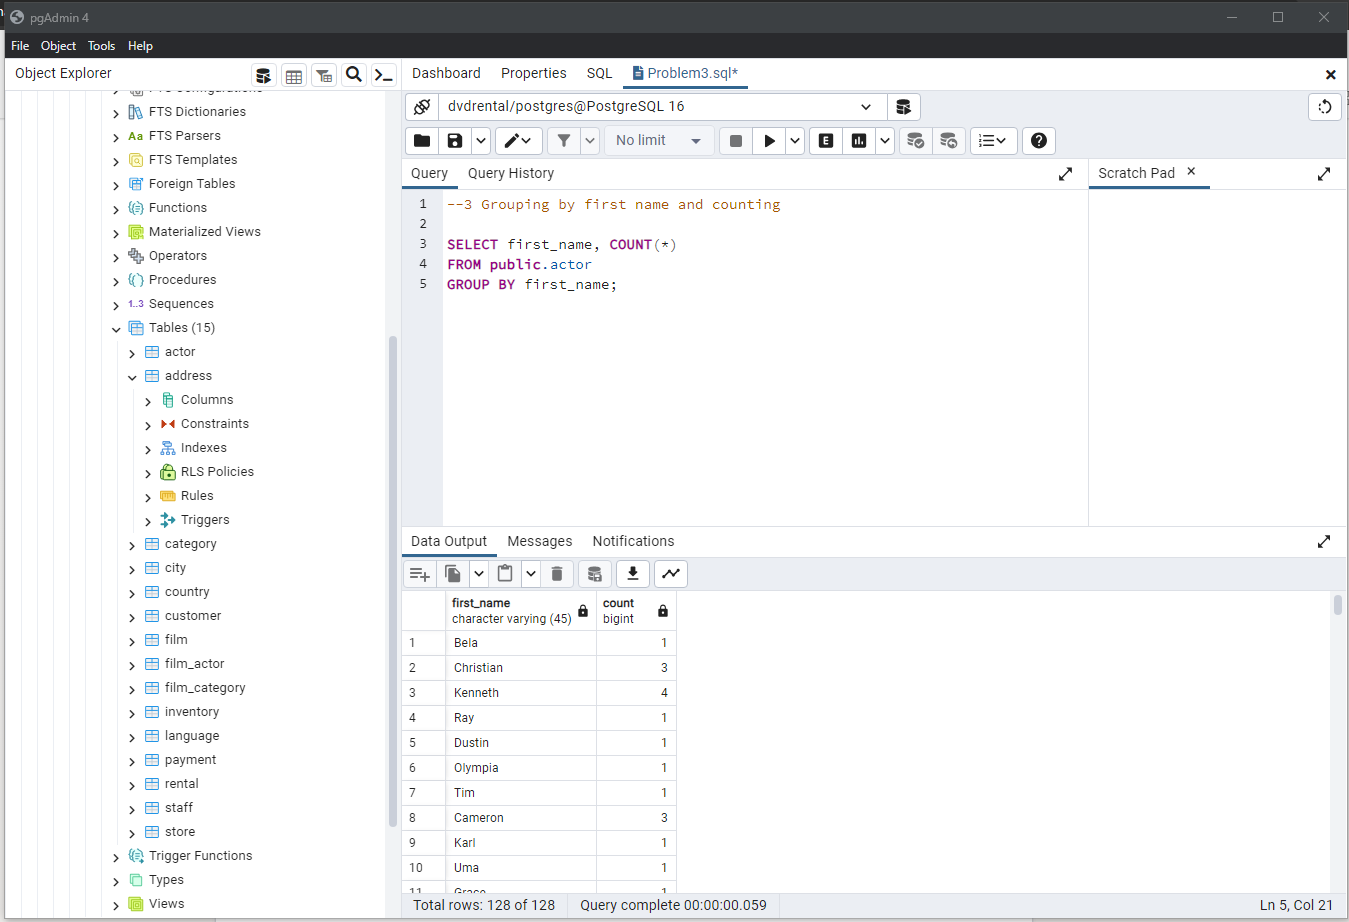 pgAdmin 4
File Object Tools Help
Object Explorer
FTS Configurations
FTS Dictionaries
Aa FTS Parsers
FTS Templates
Foreign Tables
Functions
Materialized Views
Operators
Procedures
1..3 Sequences
Tables (15)
actor
address
Columns
Constraints
Indexes
RLS Policies
Rules
Triggers
category
city
country
customer
film
film_actor
film_category
inventory
language
payment
rental
staff
store
Trigger Functions
Types
Views
Dashboard Properties SQL Problem3.sql*
dvdrental/postgres@PostgreSQL 16
No limit
E
Query Query History
Scratch Pad
1 --3 Grouping by first name and counting
2
3 SELECT first_name, COUNT(*)
4 FROM public.actor
5 GROUP BY first_name;
Data Output Messages Notifications
first_name count
character varying (45) bigint
1 Bela 1
2 Christian 3
3 Kenneth 4
4 Ray 1
5 Dustin 1
6 Olympia 1
7 Tim 1
8 Cameron 3
9 Karl 1
10 Uma 1
11 Grace 1
Total rows: 128 of 128 Query complete 00:00:00.059 Ln 5, Col 21